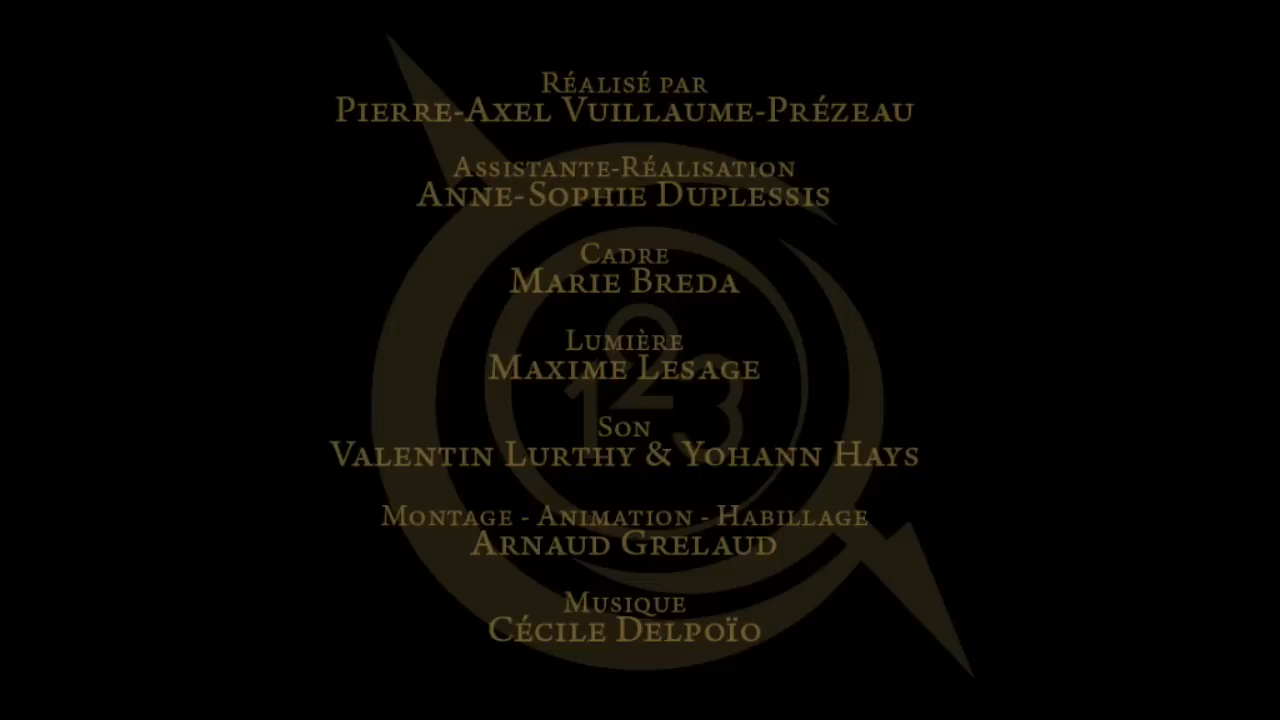 Réalisé par
Pierre-Axel Vuillaume-Prézeau
Assistante-Réalisation
Anne-Sophie Duplessis
Cadre
Marie Breda
Lumière
Maxime Lesage
Son
Valentin Lurthy & Yohann Hays
Montage - Animation - Habillage
Arnaud Grelaud
Musique
Cécile Delpoïo
123